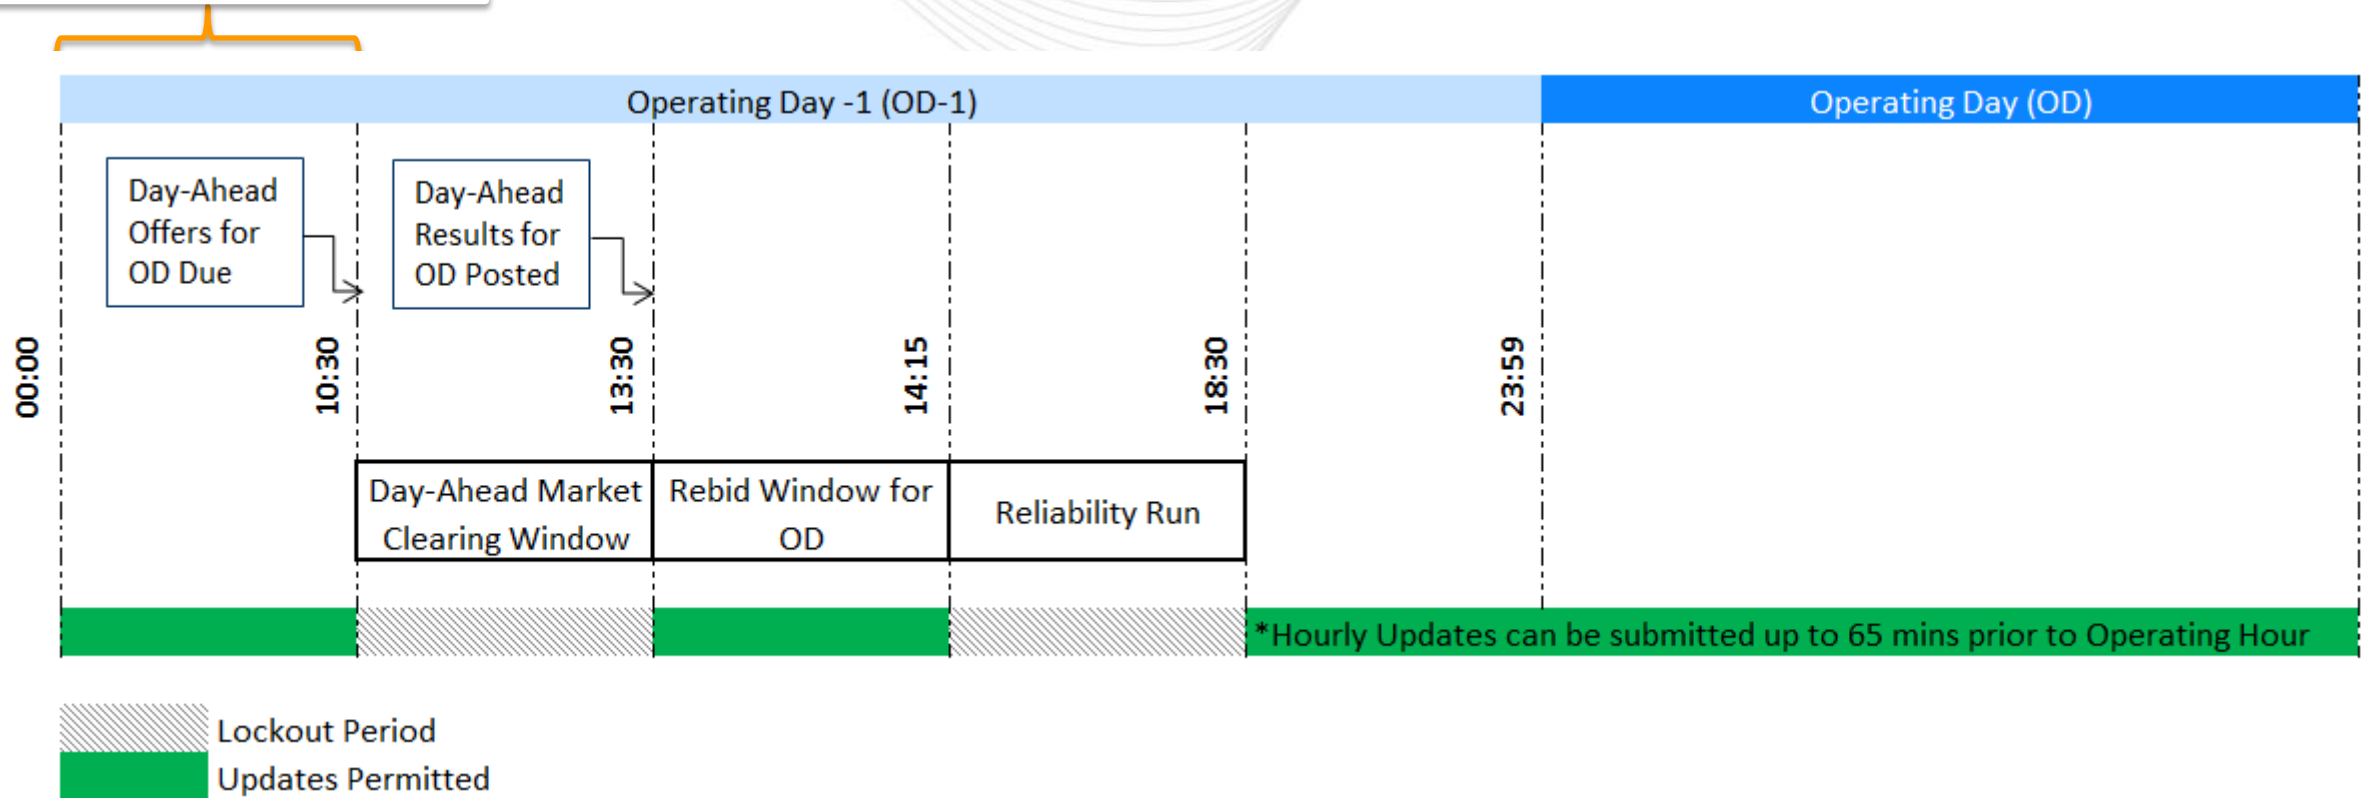 Operating Day -1 (OD-1)
Operating Day (OD)
Day-Ahead
Offers for
OD Due
Day-Ahead
Results for
OD Posted
00:00
10:30
13:30
14:15
18:30
23:59
Day-Ahead Market
Clearing Window
Rebid Window for
OD
Reliability Run
*Hourly Updates can be submitted up to 65 mins prior to Operating Hour
Lockout Period
Updates Permitted